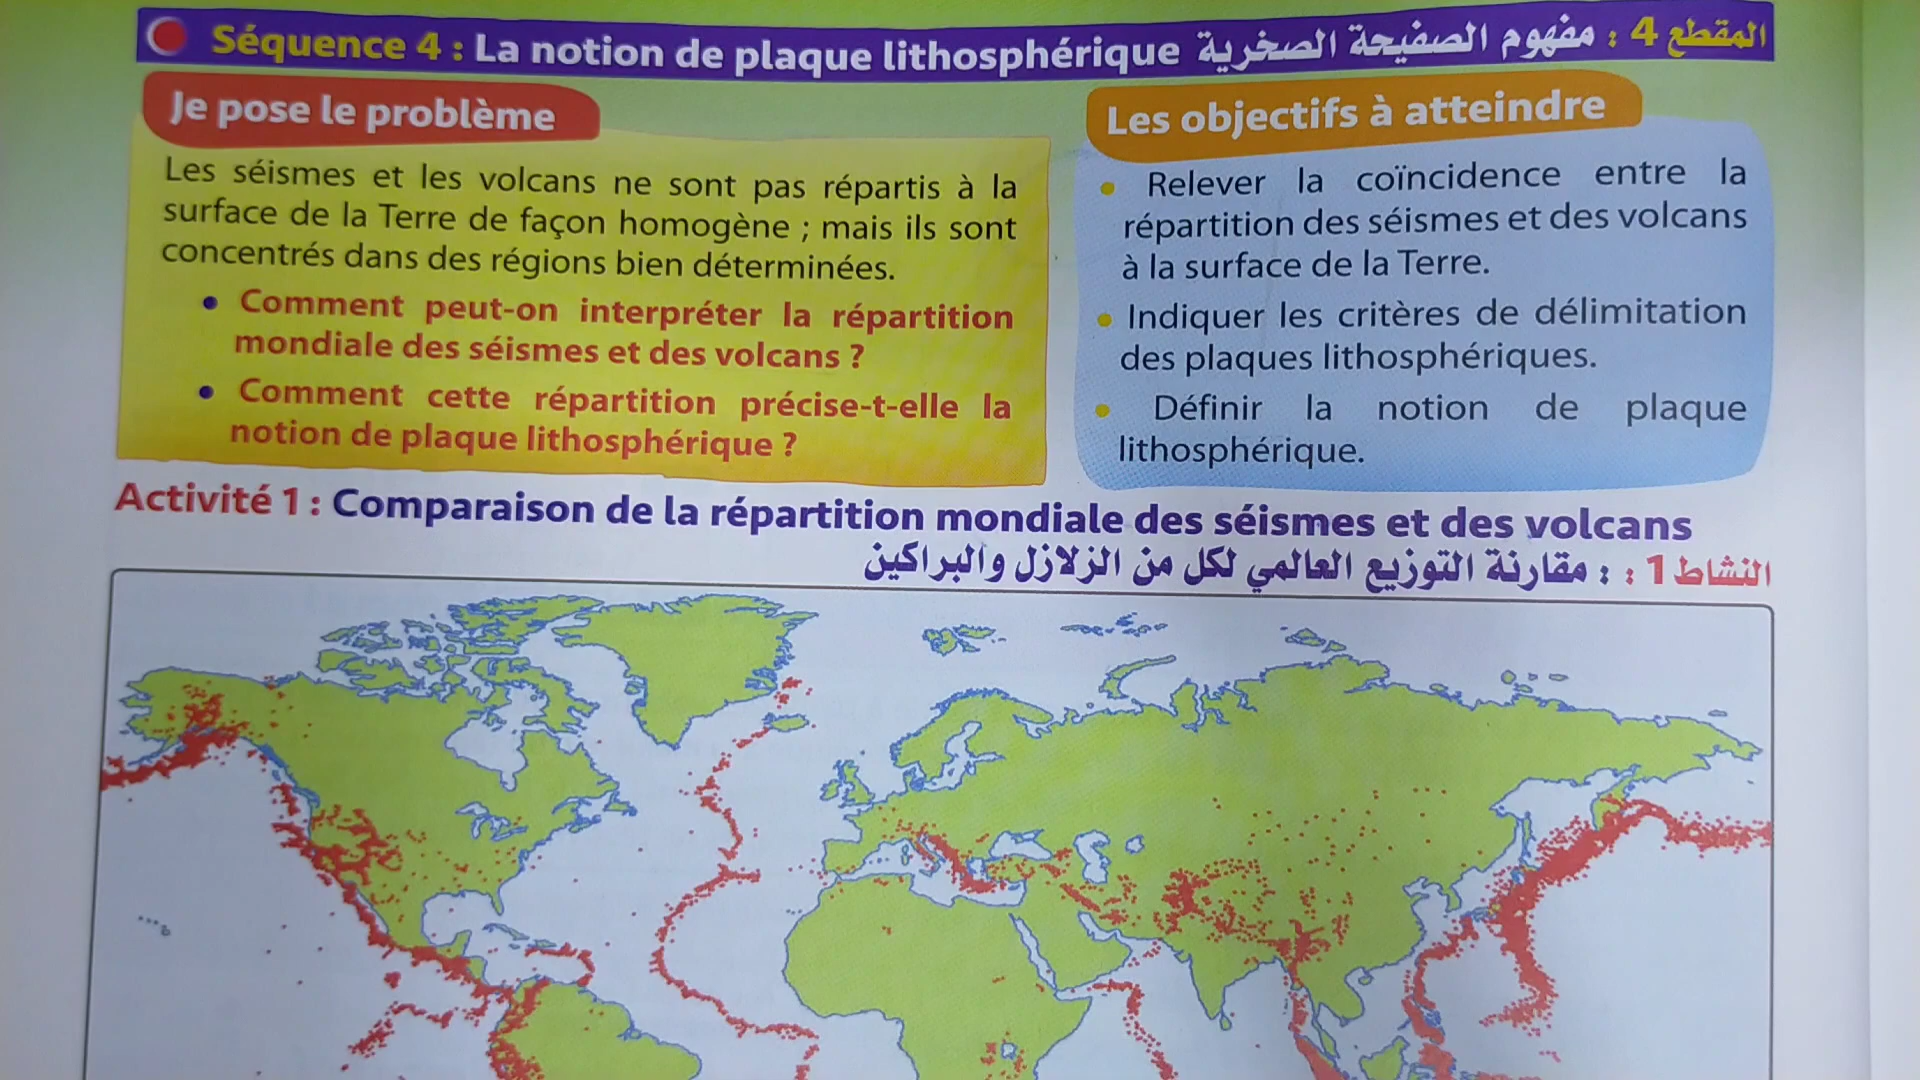 Séquence 4 : La notion de plaque lithosphérique المقطع 4 : مفهوم الصفيحة الصخرية
Je pose le problème
Les séismes et les volcans ne sont pas répartis à la
surface de la Terre de façon homogène ; mais ils sont
concentrés dans des régions bien déterminées.
• Comment peut-on interpréter la répartition
mondiale des séismes et des volcans ?
• Comment cette répartition précise-t-elle la
notion de plaque lithosphérique ?
Les objectifs à atteindre
• Relever la coïncidence entre la
répartition des séismes et des volcans
à la surface de la Terre.
• Indiquer les critères de délimitation
des plaques lithosphériques.
• Définir la notion de plaque
lithosphérique.
Activité 1 : Comparaison de la répartition mondiale des séismes et des volcans
النشاط 1 : : مقارنة التوزيع العالمي لكل من الزلازل والبراكين